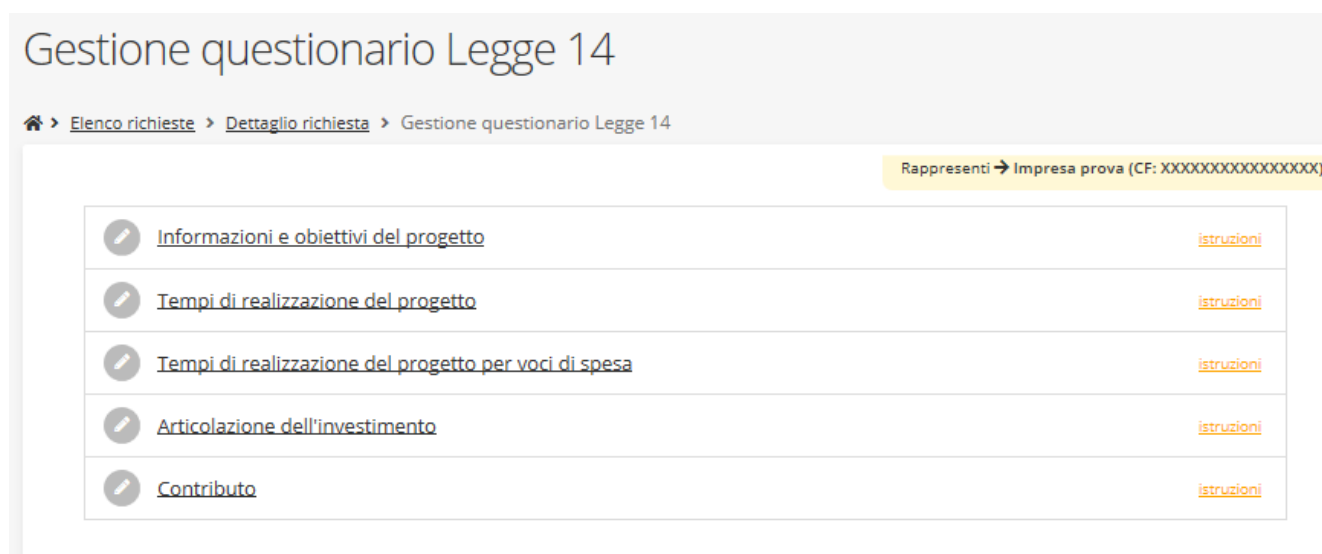 Gestione questionario Legge 14
> Elenco richieste > Dettaglio richiesta > Gestione questionario Legge 14
Rappresenti → Impresa prova (CF: XXXXXXXXXXXXXXXX)
Informazioni e obiettivi del progetto istruzioni
Tempi di realizzazione del progetto istruzioni
Tempi di realizzazione del progetto per voci di spesa istruzioni
Articolazione dell'investimento istruzioni
Contributo istruzioni